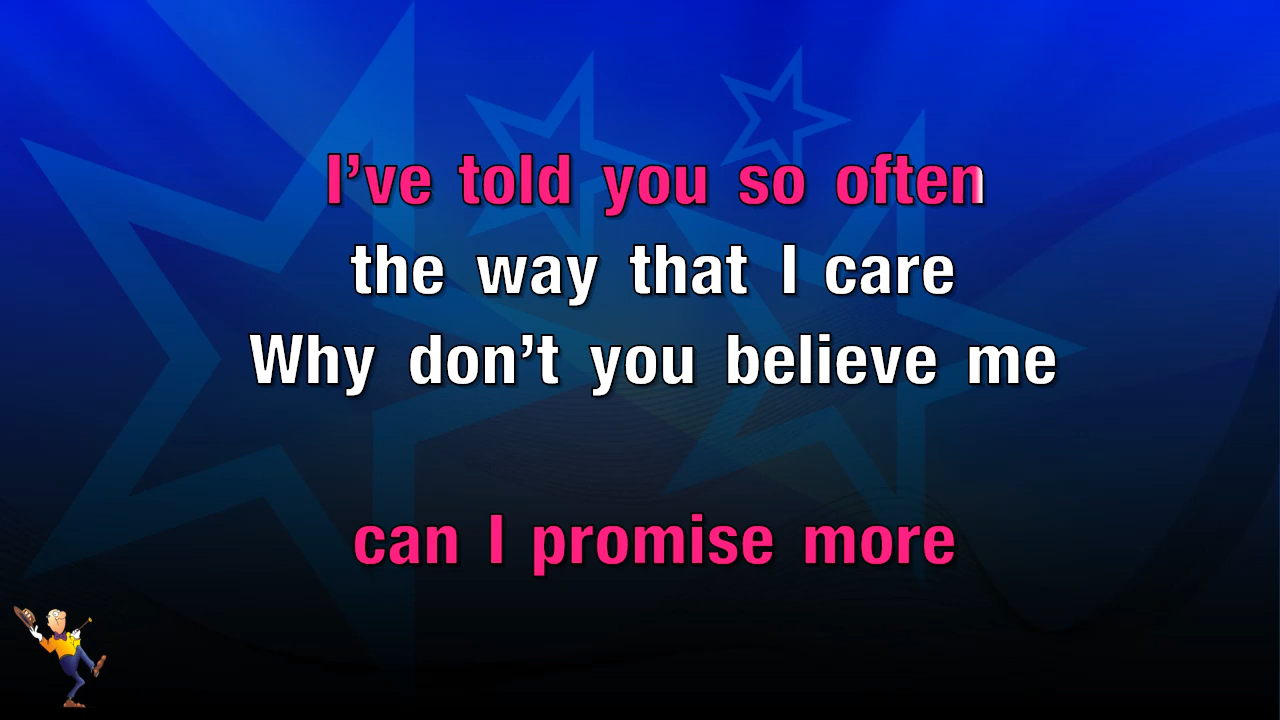 I’ve told you so often
the way that I care
Why don’t you believe me
can I promise more